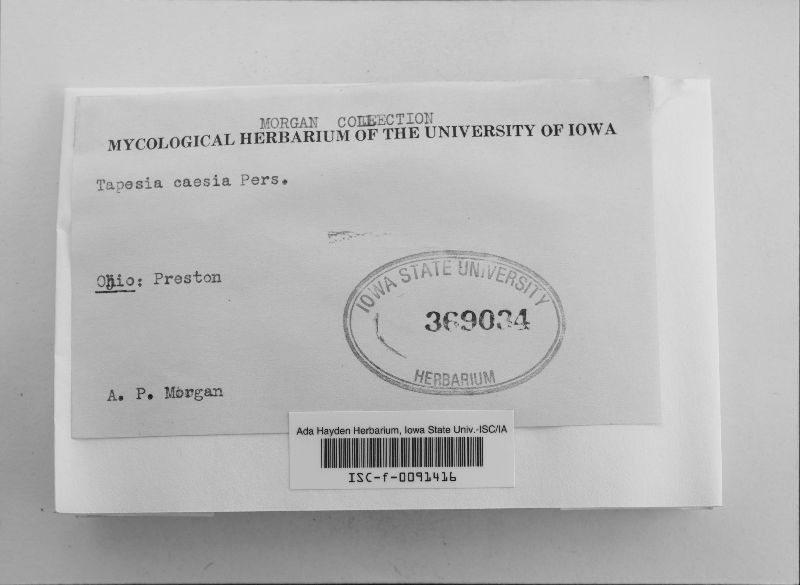 MORGAN COLLECTION
MYCOLOGICAL HERBARIUM OF THE UNIVERSITY OF IOWA
Tapesia caesia Pers.
Ohio: Preston
IOWA STATE UNIVERSITY
369034
HERBARIUM
A. P. Morgan
Ada Hayden Herbarium, Iowa State Univ.-ISC/IA
ISC-f-0091416